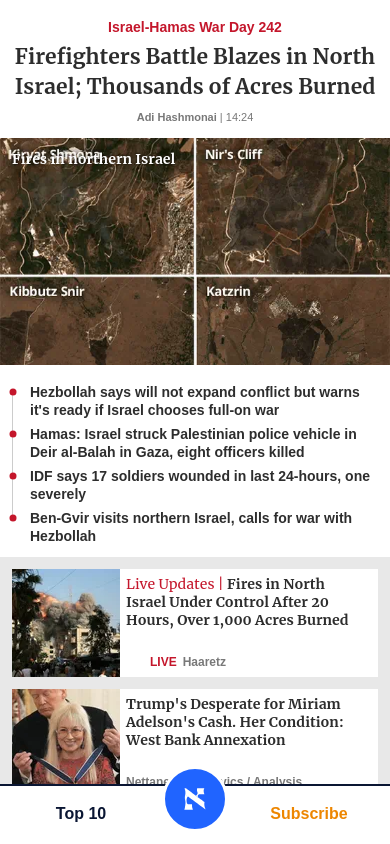 Israel-Hamas War Day 242
Firefighters Battle Blazes in North
Israel; Thousands of Acres Burned
Adi Hashmonai | 14:24
Kiryat Shmona
Fires in northern Israel
Nir's Cliff
Kibbutz Snir
Katzrin
Hezbollah says will not expand conflict but warns
it's ready if Israel chooses full-on war
Hamas: Israel struck Palestinian police vehicle in
Deir al-Balah in Gaza, eight officers killed
IDF says 17 soldiers wounded in last 24-hours, one
severely
Ben-Gvir visits northern Israel, calls for war with
Hezbollah
Live Updates | Fires in North
Israel Under Control After 20
Hours, Over 1,000 Acres Burned
LIVE Haaretz
Trump's Desperate for Miriam
Adelson's Cash. Her Condition:
West Bank Annexation
/ Analysis
Top 10
Subscribe